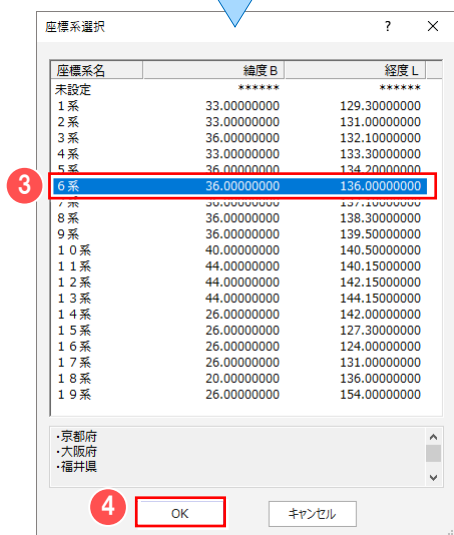 座標系選択 ? ×
座標系名 緯度B 経度L
未設定 ****** ******
1系 33.00000000 129.30000000
2系 33.00000000 131.00000000
3系 36.00000000 132.10000000
4系 33.00000000 133.30000000
5系 36.00000000 134.20000000
3 6系 36.00000000 136.00000000
7系 36.00000000 137.10000000
8系 36.00000000 138.30000000
9系 36.00000000 139.50000000
10系 40.00000000 140.50000000
11系 44.00000000 140.15000000
12系 44.00000000 142.15000000
13系 44.00000000 144.15000000
14系 26.00000000 142.00000000
15系 26.00000000 127.30000000
16系 26.00000000 124.00000000
17系 26.00000000 131.00000000
18系 20.00000000 136.00000000
19系 26.00000000 154.00000000
・京都府
・大阪府
・福井県
4 OK キャンセル